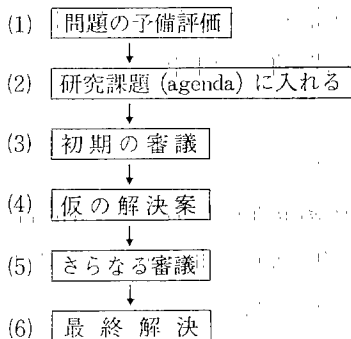 (1) 問題の予備評価
(2) 研究課題 (agenda) に入れる
(3) 初期の審議
(4) 仮の解決案
(5) さらなる審議
(6) 最終解決